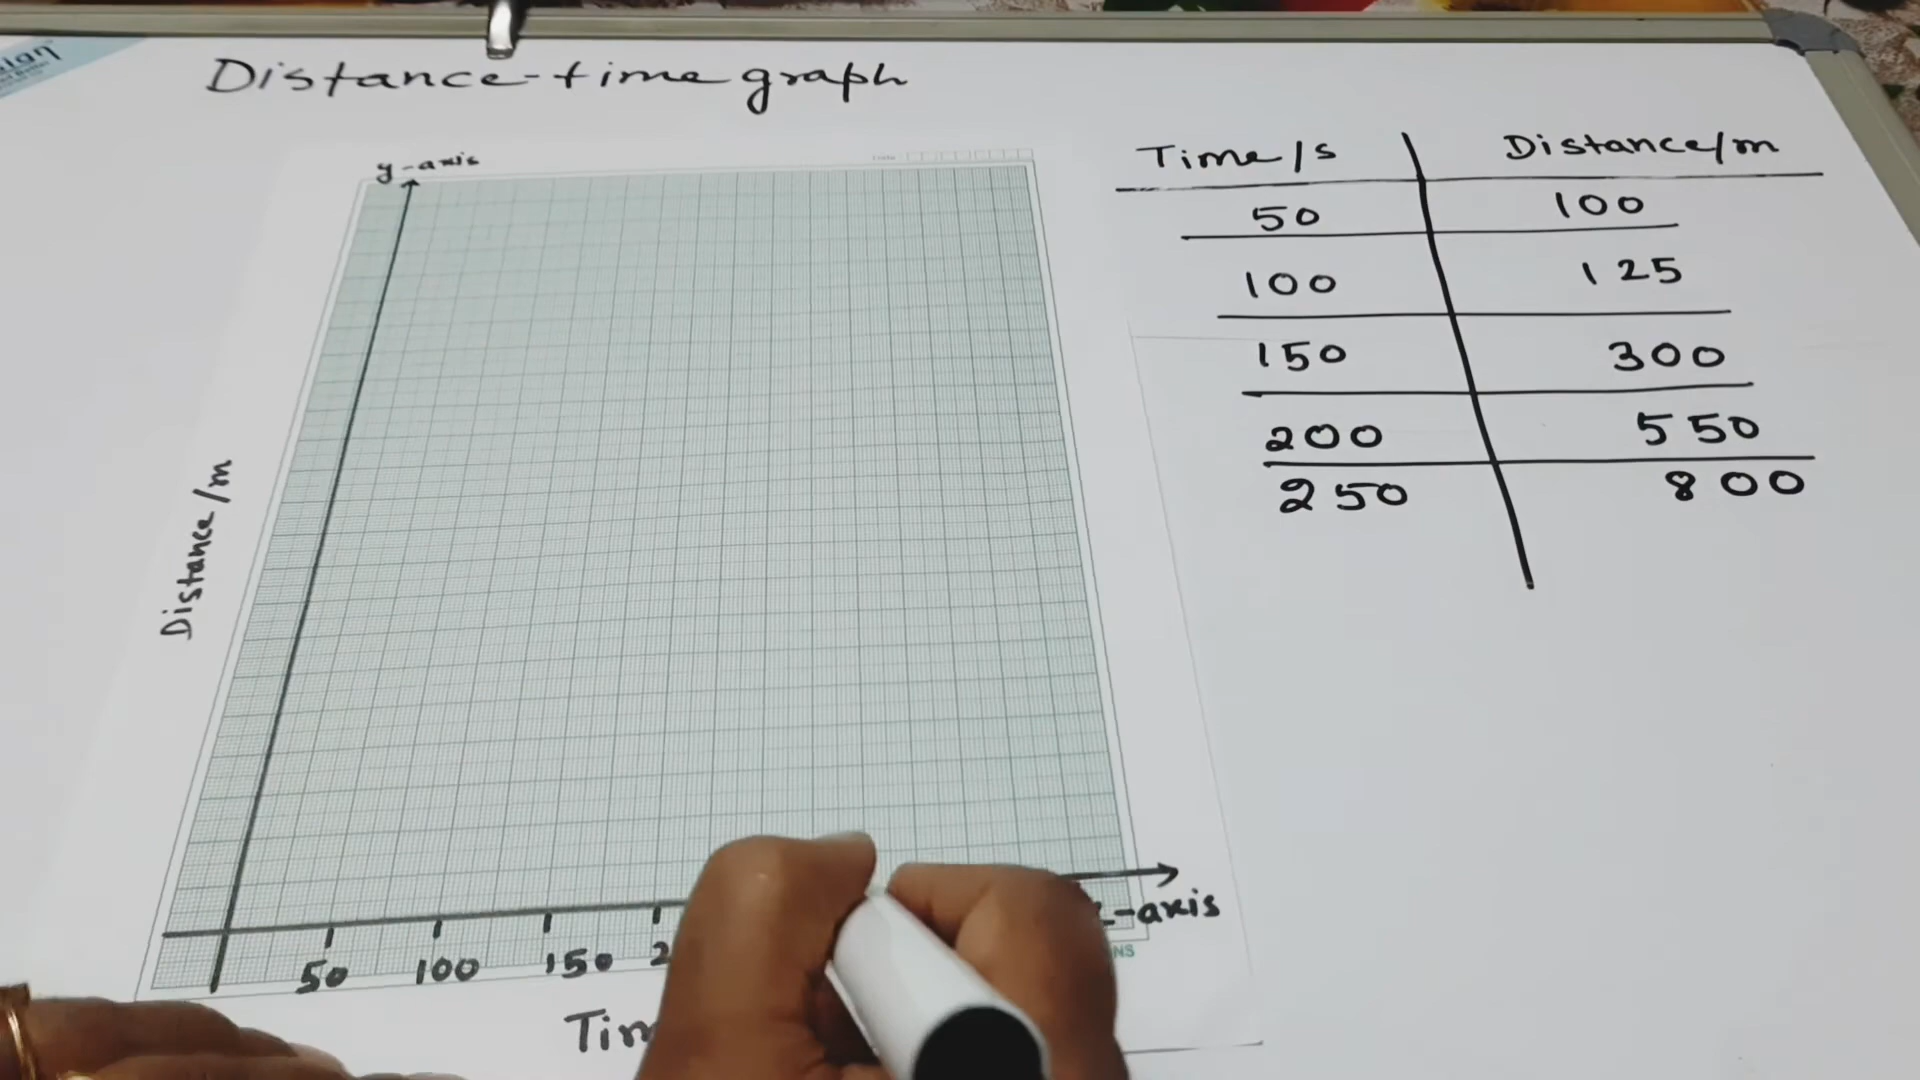 Distance-time graph
y-axis
Distance/m
50 100 150
x-axis
Time/s Distance/m
50 100
100 125
150 300
200 550
250 800